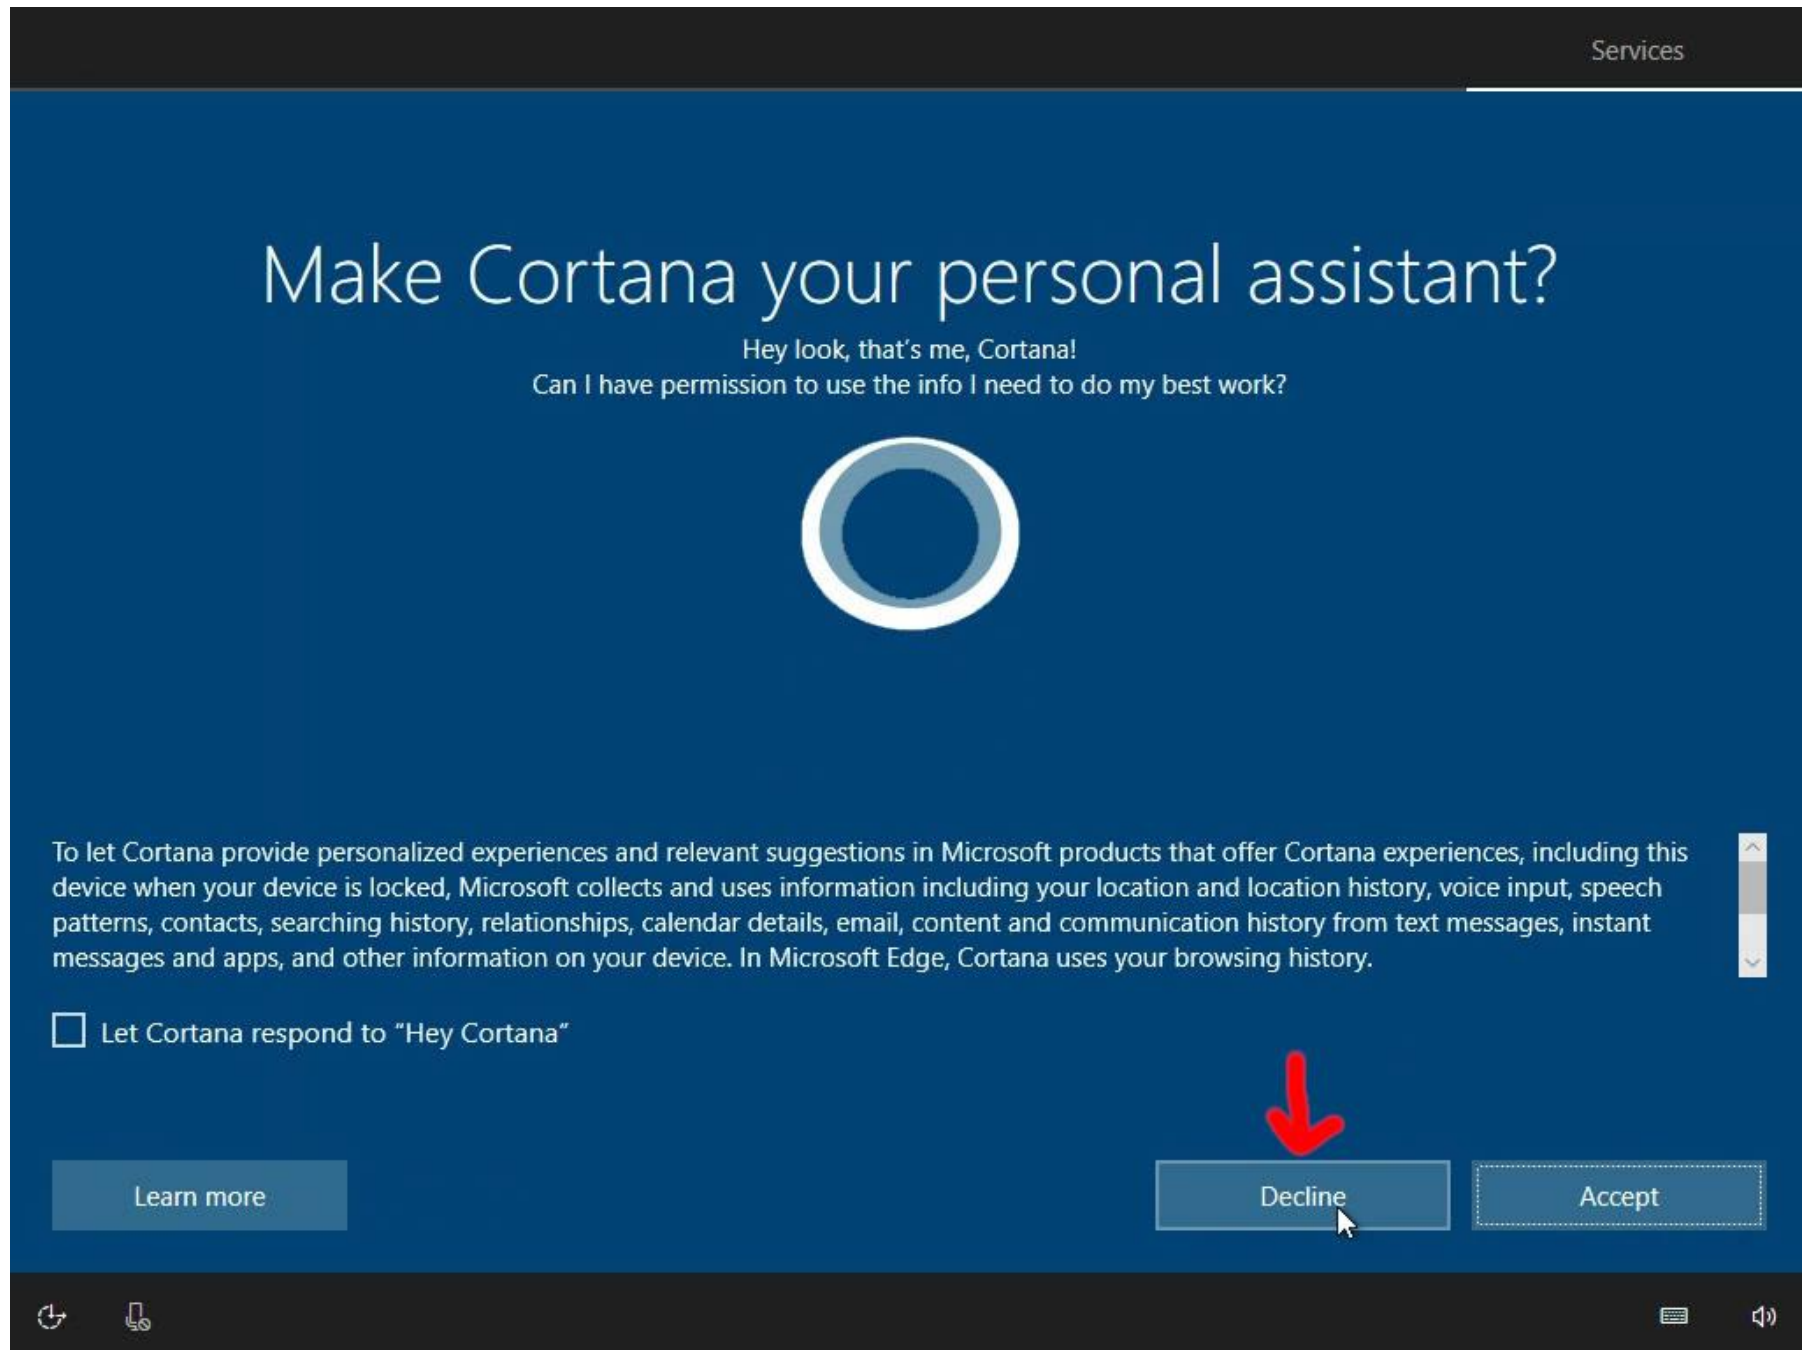 Services
Make Cortana your personal assistant?
Hey look, that's me, Cortana!
Can I have permission to use the info I need to do my best work?
To let Cortana provide personalized experiences and relevant suggestions in Microsoft products that offer Cortana experiences, including this
device when your device is locked, Microsoft collects and uses information including your location and location history, voice input, speech
patterns, contacts, searching history, relationships, calendar details, email, content and communication history from text messages, instant
messages and apps, and other information on your device. In Microsoft Edge, Cortana uses your browsing history.
Let Cortana respond to “Hey Cortana”
Learn more
Decline
Accept